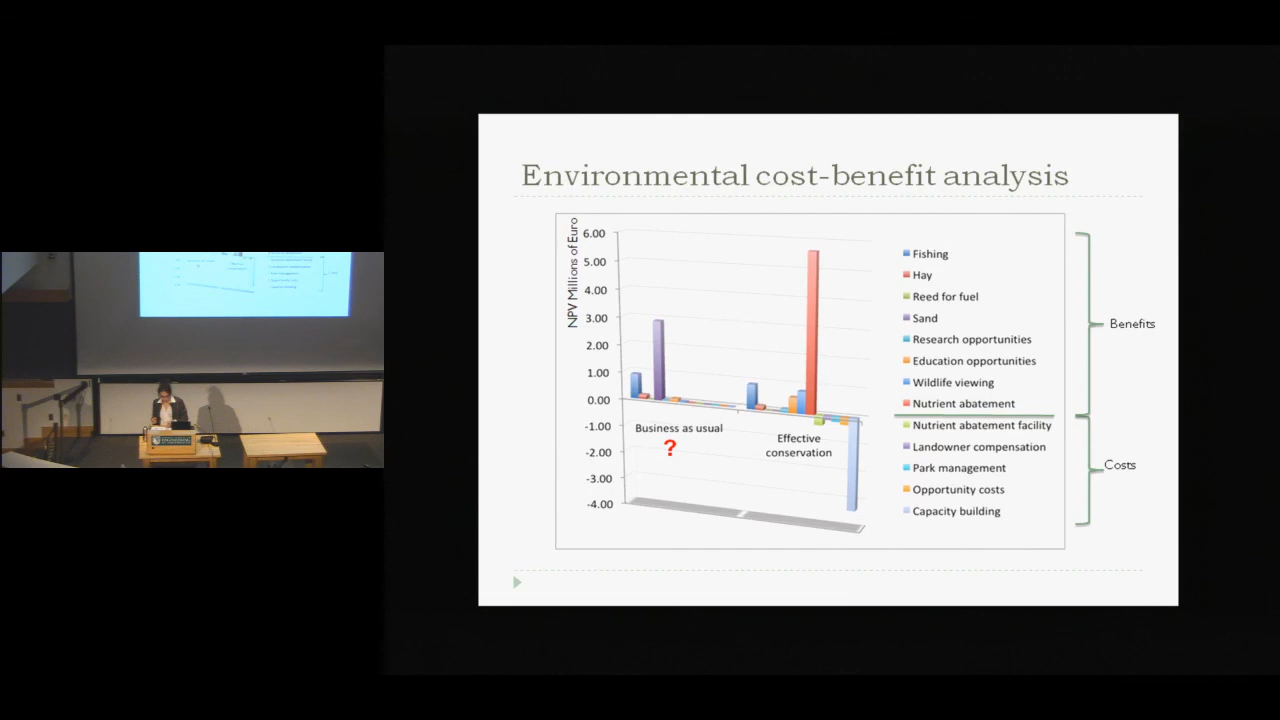 Environmental cost-benefit analysis
NPV Millions of Euro
6.00
5.00
4.00
3.00
2.00
1.00
0.00
-1.00
-2.00
-3.00
-4.00
Business as usual
?
Effective
conservation
Fishing
Hay
Reed for fuel
Sand
Research opportunities
Education opportunities
Wildlife viewing
Nutrient abatement
Nutrient abatement facility
Landowner compensation
Park management
Opportunity costs
Capacity building
Benefits
Costs
ENGINEERING